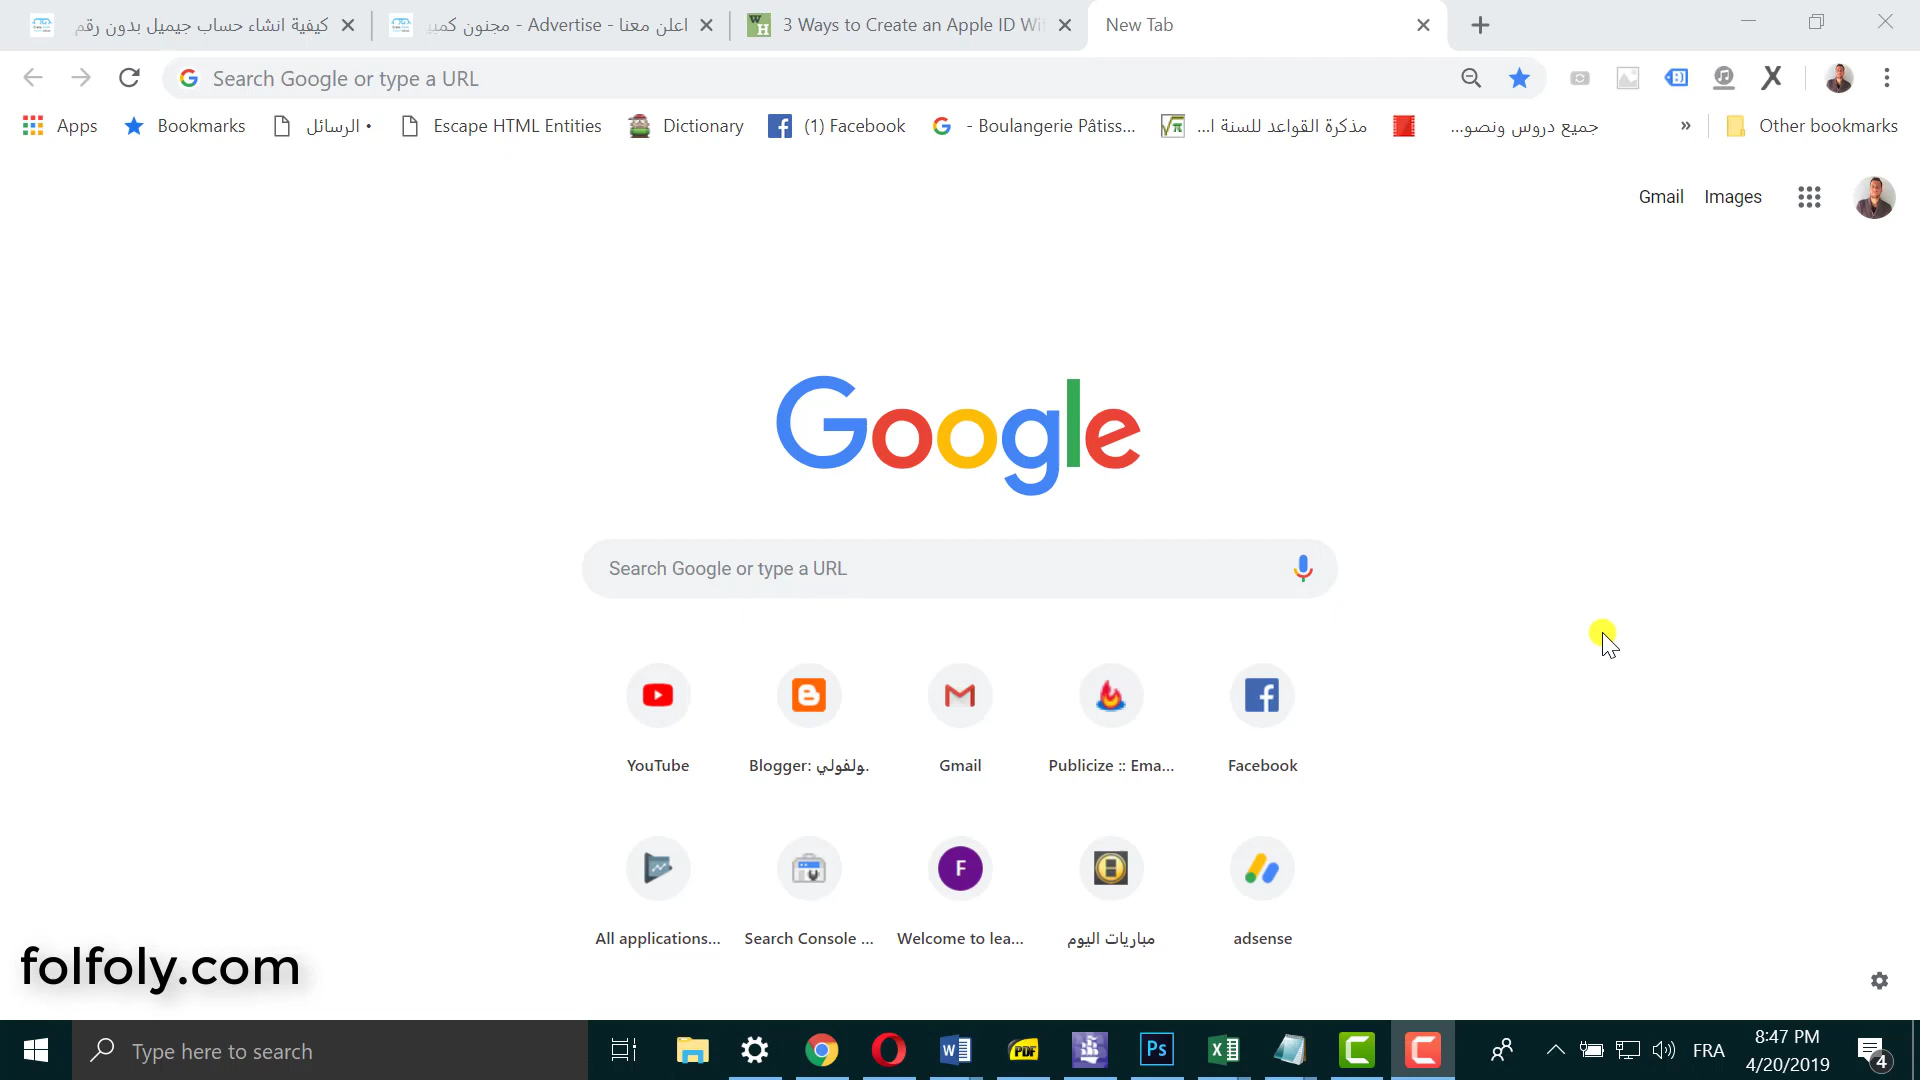 كيفية انشاء حساب جيميل بدون رقم
اعلن معنا - Advertise - مجنون كمبي
3 Ways to Create an Apple ID Wi
New Tab
Search Google or type a URL
Apps
Bookmarks
الرسائل •
Escape HTML Entities
Dictionary
(1) Facebook
- Boulangerie Pâtiss...
مذكرة القواعد للسنة ا...
جميع دروس ونصو...
»
Other bookmarks
Gmail
Images
Google
Search Google or type a URL
YouTube
Blogger: ولفولي..
Gmail
Publicize :: Ema...
Facebook
All applications...
Search Console ...
Welcome to lea...
مباريات اليوم
adsense
F
folfoly.com
Type here to search
PDF
Ps
FRA
8:47 PM
4/20/2019
4